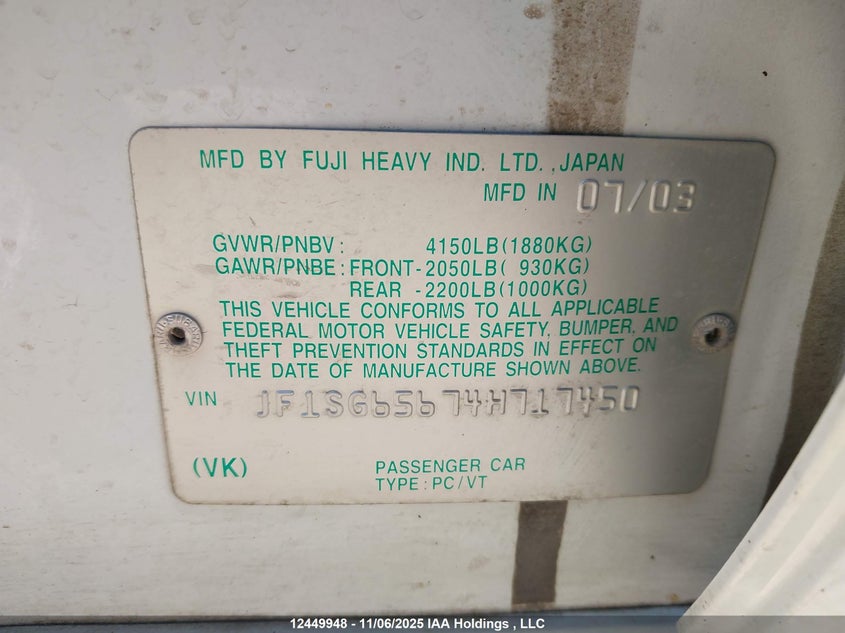 MFD BY FUJI HEAVY IND. LTD., JAPAN
MFD IN 07/03
GVWR/PNBV: 4150LB(1880KG)
GAWR/PNBE: FRONT-2050LB( 930KG)
REAR -2200LB(1000KG)
THIS VEHICLE CONFORMS TO ALL APPLICABLE
FEDERAL MOTOR VEHICLE SAFETY, BUMPER, AND
THEFT PREVENTION STANDARDS IN EFFECT ON
THE DATE OF MANUFACTURE SHOWN ABOVE.
VIN JF1SG65674H717450
(VK)
PASSENGER CAR
TYPE: PC/VT
12449948 - 11/06/2025 IAA Holdings , LLC